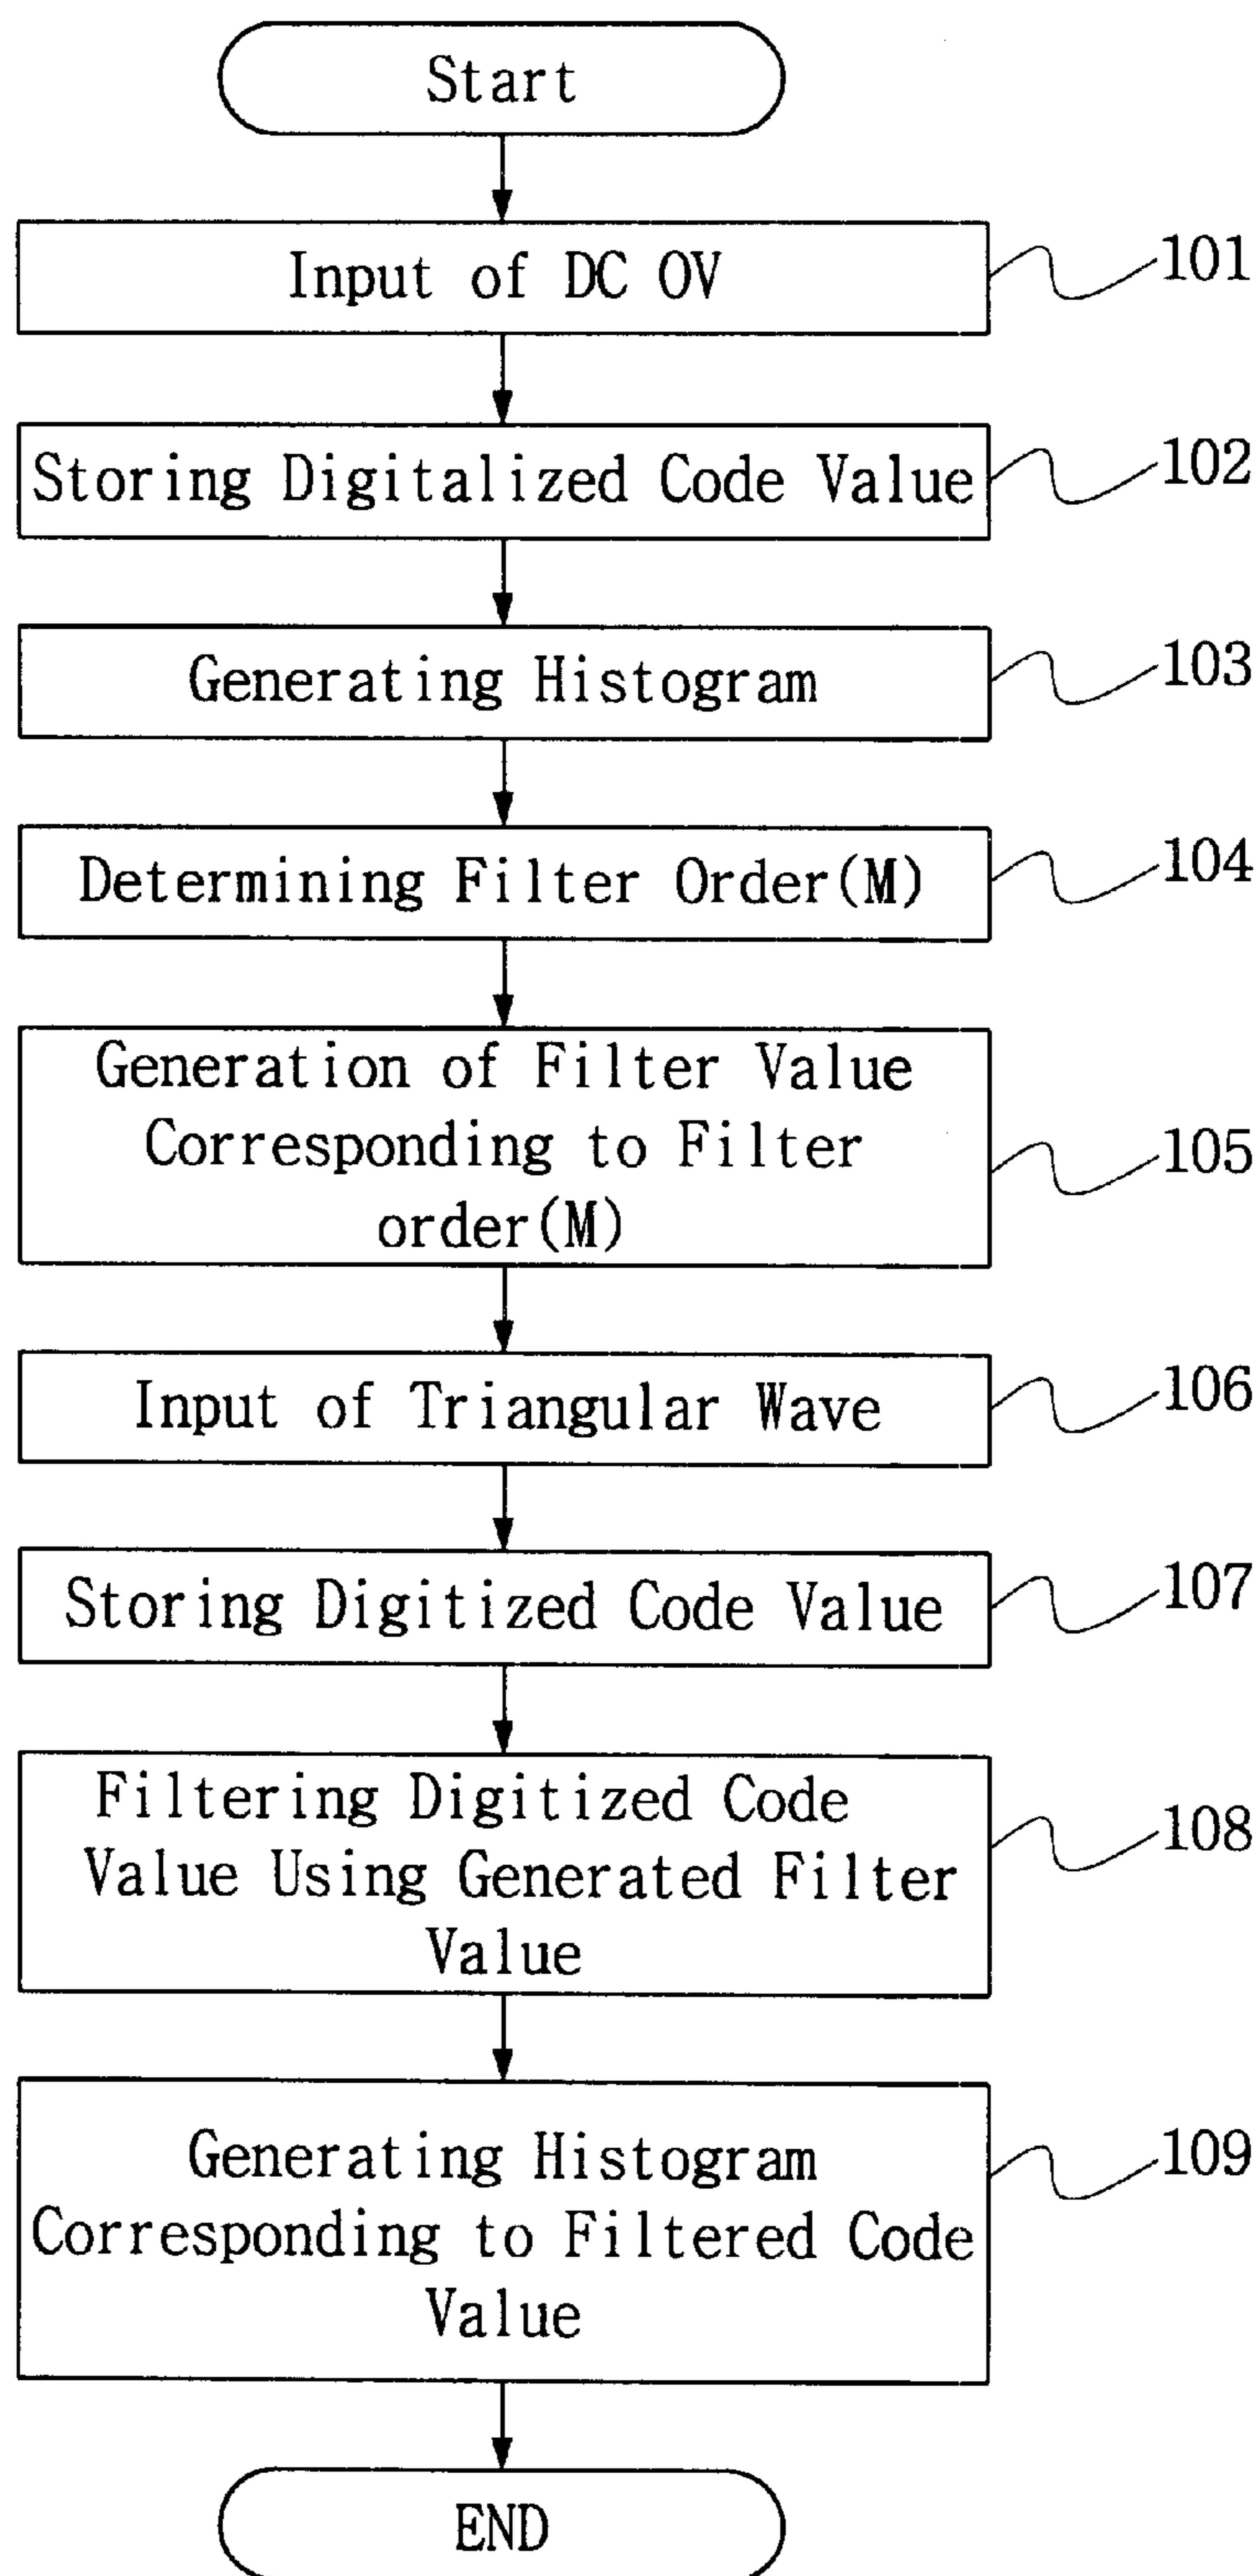 Start
Input of DC 0V
101
Storing Digitalized Code Value
102
Generating Histogram
103
Determining Filter Order(M)
104
Generation of Filter Value
Corresponding to Filter
order(M)
105
Input of Triangular Wave
106
Storing Digitized Code Value
107
Filtering Digitized Code
Value Using Generated Filter
Value
108
Generating Histogram
Corresponding to Filtered Code
Value
109
END